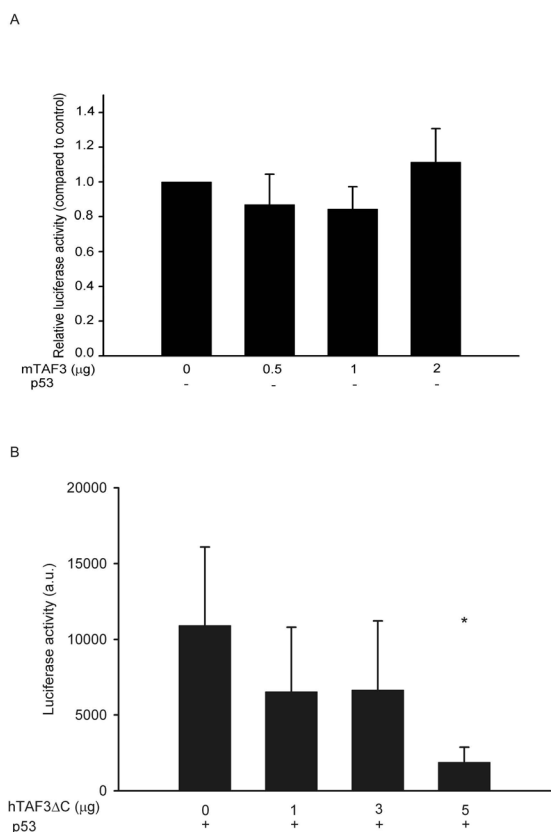 A
Relative luciferase activity (compared to control)
1.4
1.2
1.0
0.8
0.6
0.4
0.2
0.0
mTAF3 (μg) 0 0.5 1 2
p53 - - - -
B
Luciferase activity (a.u.)
20000
15000
10000
5000
0
*
hTAF3ΔC (μg) 0 1 3 5
p53 + + + +